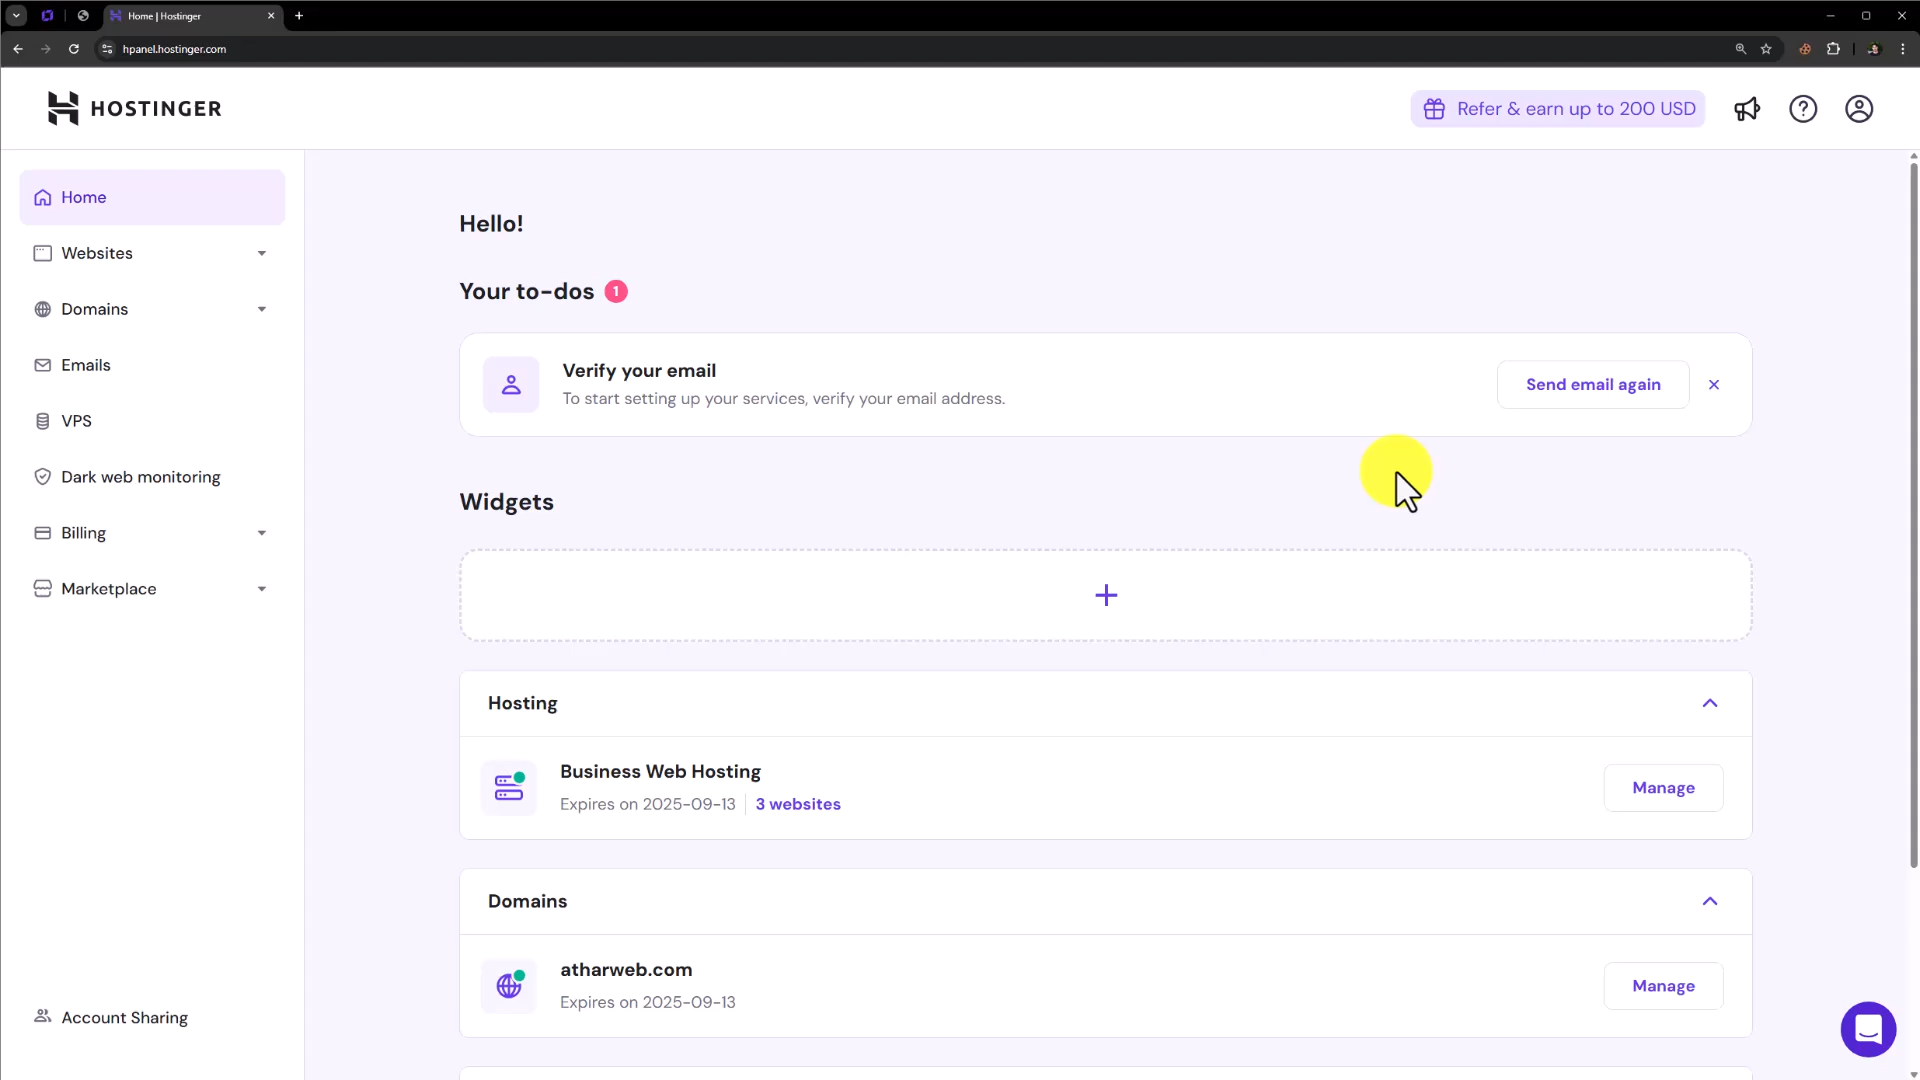 Home | Hostinger
hpanel.hostinger.com
HOSTINGER
Refer & earn up to 200 USD
Home
Websites
Domains
Emails
VPS
Dark web monitoring
Billing
Marketplace
Account Sharing
Hello!
Your to-dos 1
Verify your email
To start setting up your services, verify your email address.
Send email again
Widgets
Hosting
Business Web Hosting
Expires on 2025-09-13 3 websites
Manage
Domains
atharweb.com
Expires on 2025-09-13
Manage